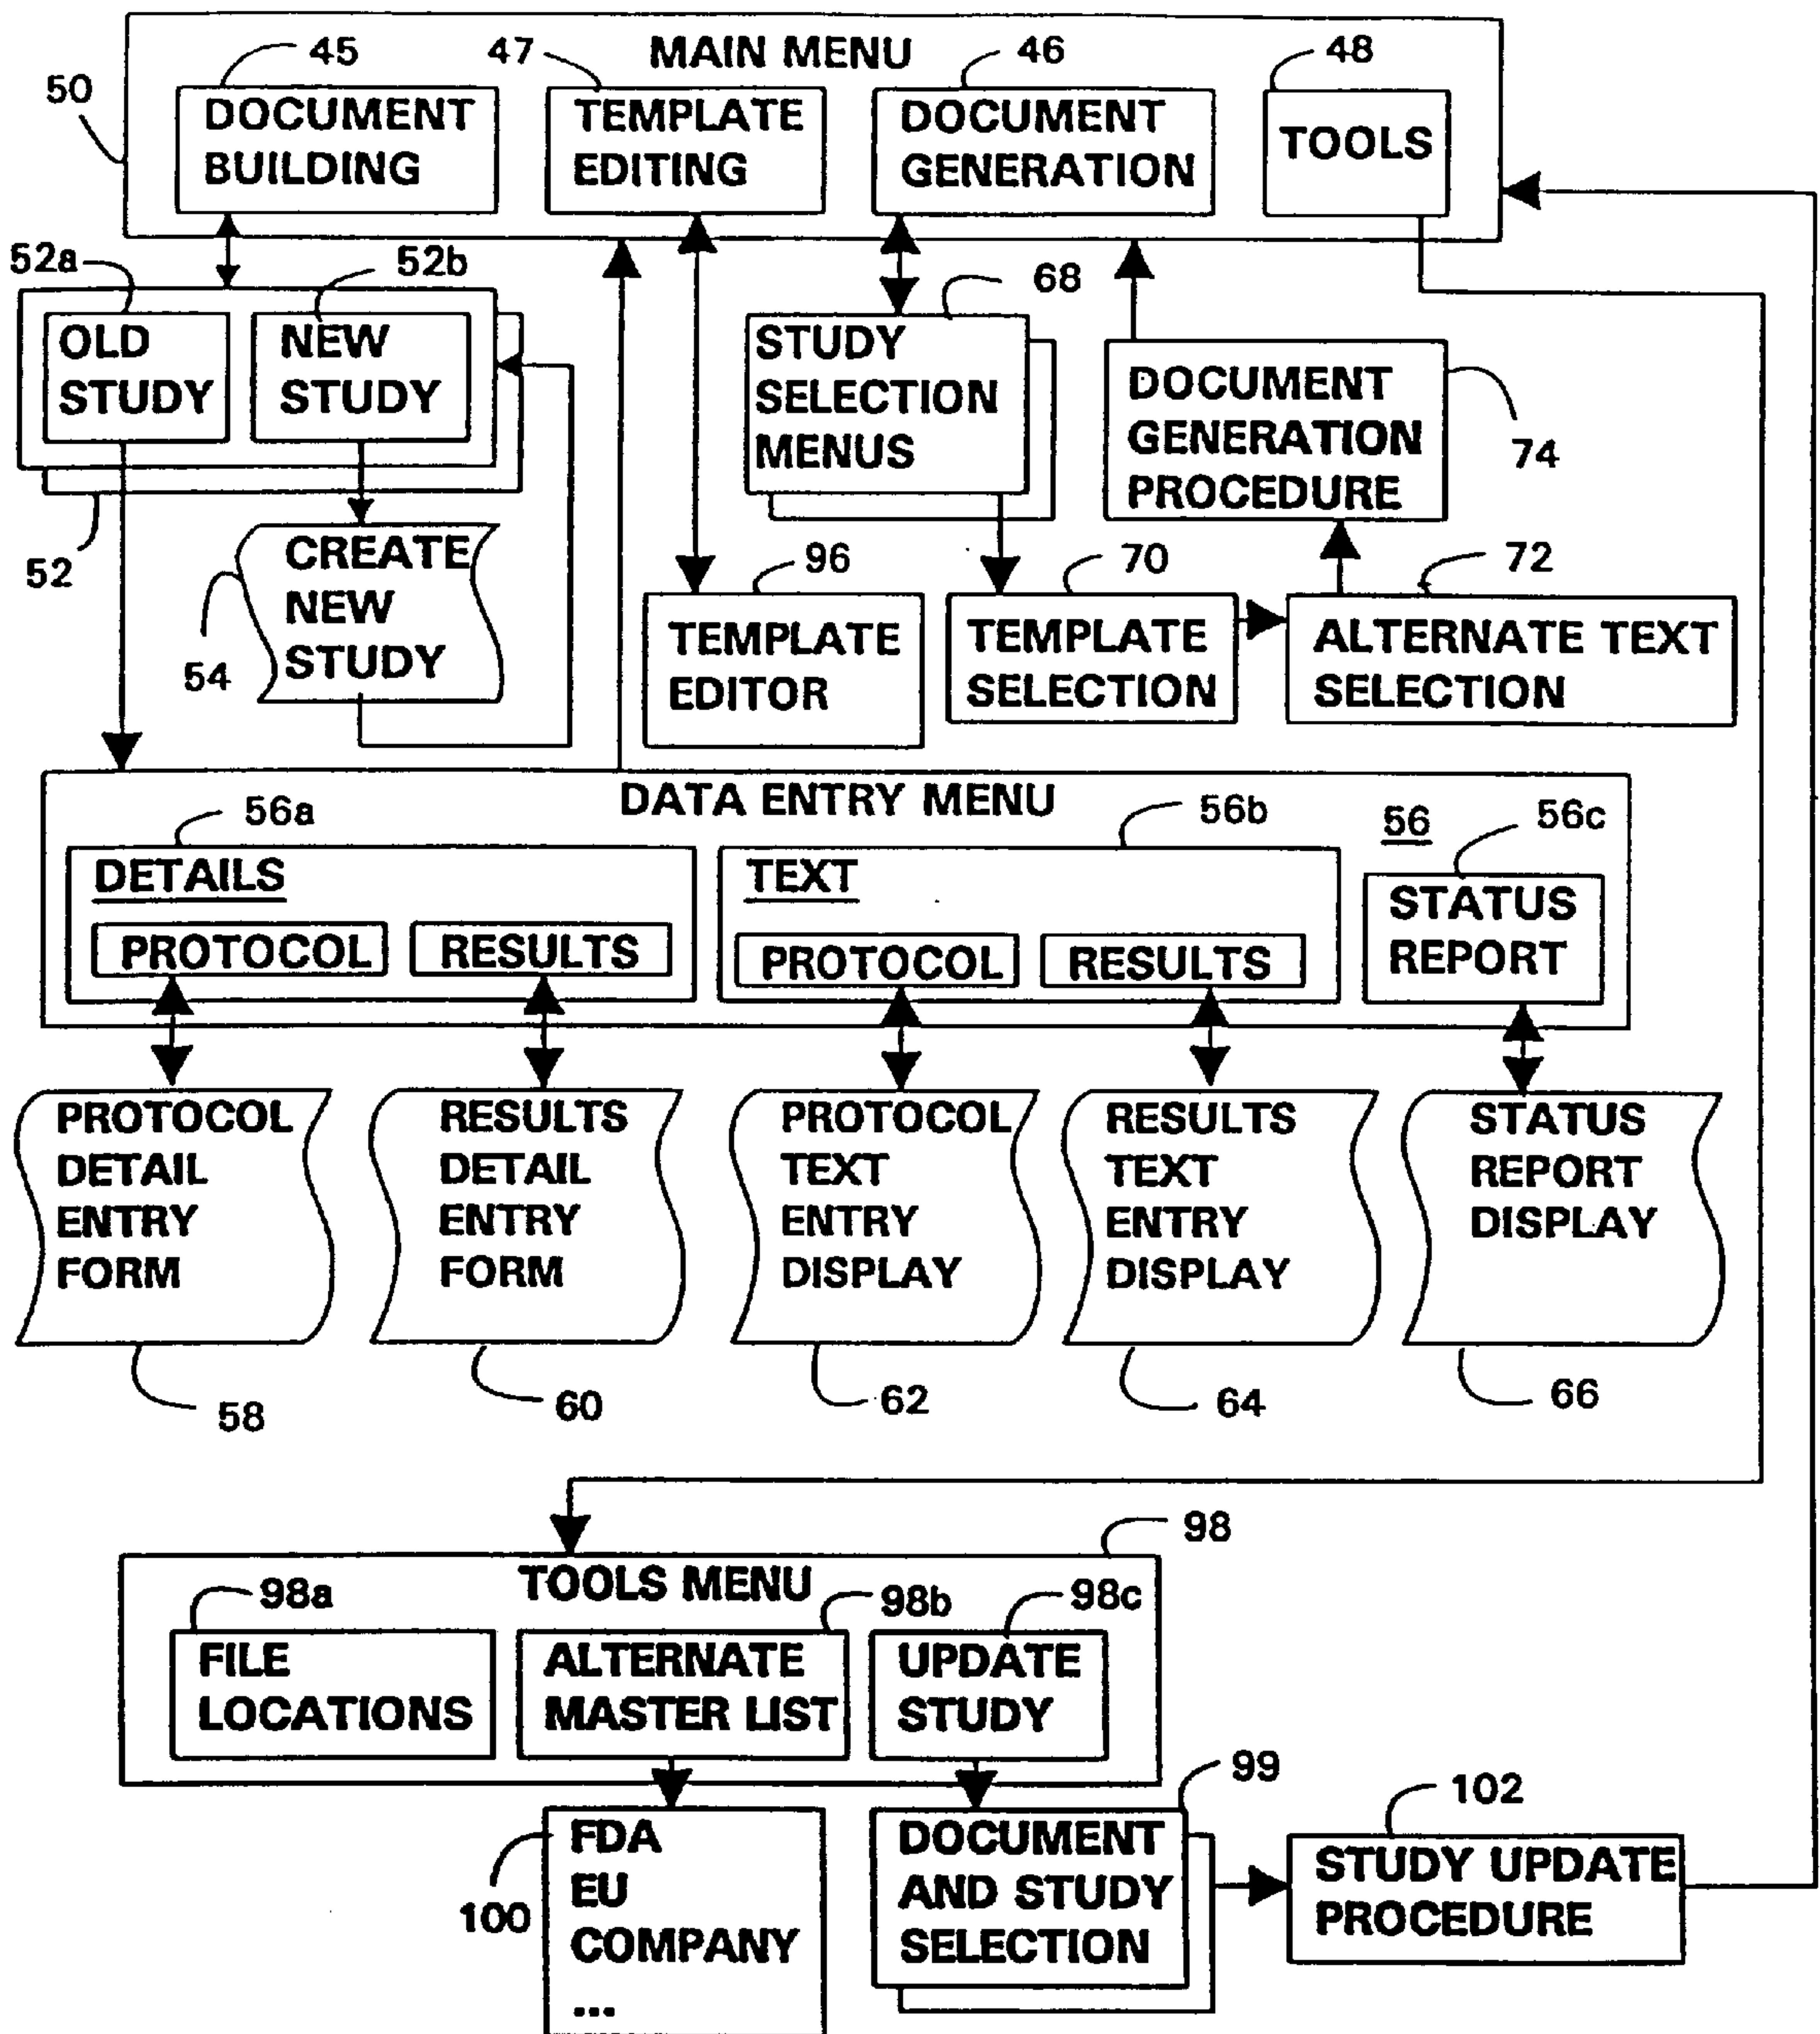 MAIN MENU
45
47
46
48
50
DOCUMENT
BUILDING
TEMPLATE
EDITING
DOCUMENT
GENERATION
TOOLS
52a
52b
68
OLD
STUDY
NEW
STUDY
STUDY
SELECTION
MENUS
DOCUMENT
GENERATION
PROCEDURE
74
52
CREATE
NEW
STUDY
54
96
70
72
TEMPLATE
EDITOR
TEMPLATE
SELECTION
ALTERNATE TEXT
SELECTION
DATA ENTRY MENU
56a
56b
56
56c
DETAILS
PROTOCOL
RESULTS
TEXT
PROTOCOL
RESULTS
STATUS
REPORT
PROTOCOL
DETAIL
ENTRY
FORM
RESULTS
DETAIL
ENTRY
FORM
PROTOCOL
TEXT
ENTRY
DISPLAY
RESULTS
TEXT
ENTRY
DISPLAY
STATUS
REPORT
DISPLAY
58
60
62
64
66
98
TOOLS MENU
98a
98b
98c
FILE
LOCATIONS
ALTERNATE
MASTER LIST
UPDATE
STUDY
99
102
100
FDA
EU
COMPANY
...
DOCUMENT
AND STUDY
SELECTION
STUDY UPDATE
PROCEDURE